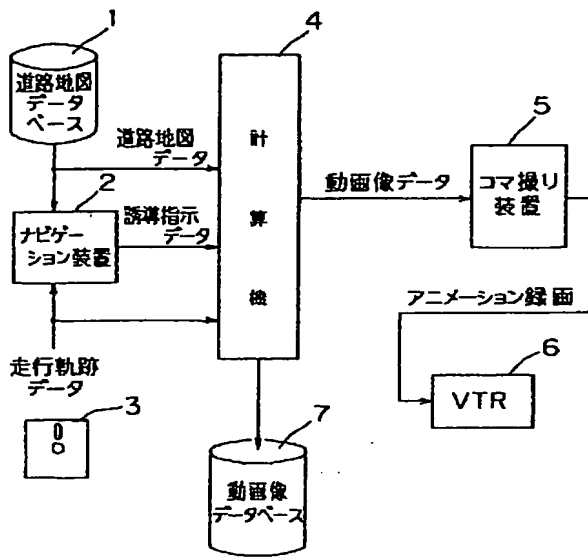 1
道路地図
データ
ベース
4
道路地図
データ
5
2
ナビゲー
ション装置
誘導指示
データ
計
算
機
動画像データ
コマ撮り
装置
走行軌跡
データ
アニメーション録画
3
6
VTR
7
動画像
データベース